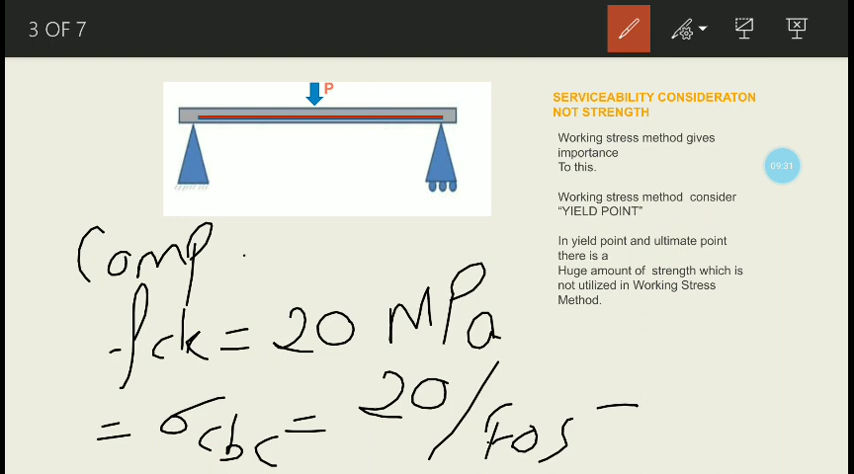 3 OF 7
P
SERVICEABILITY CONSIDERATON
NOT STRENGTH
Working stress method gives
importance
To this.
09:31
Working stress method consider
“YIELD POINT”
In yield point and ultimate point
there is a
Huge amount of strength which is
not utilized in Working Stress
Method.
Comp.
fck = 20 MPa
= σcbc = 20/FOS